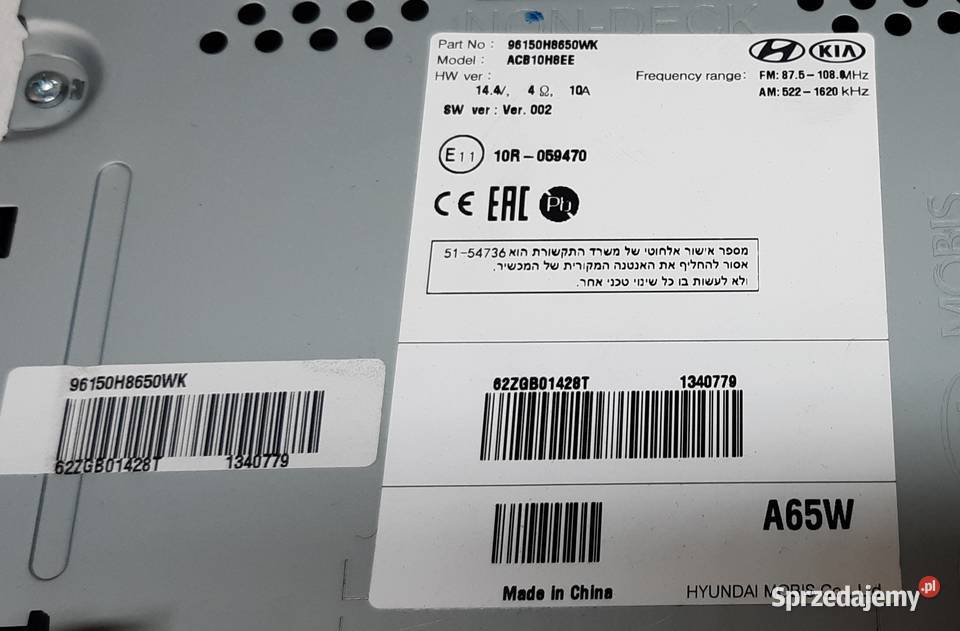 NON-DECK
Part No : 96150H8650WK
Model : ACB10H8EE
HW ver :
14.4V, 4 Ω, 10A
SW ver : Ver. 002
HYUNDAI KIA
Frequency range: FM: 87.5 - 108.0MHz
AM: 522 - 1620 kHz
E11 10R - 059470
CE EAC Pb
מספר אישור אלחוטי של משרד התקשורת הוא 51-54736
אסור להחליף את האנטנה המקורית של המכשיר,
ולא לעשות בו כל שינוי טכני אחר.
MOBIS
96150H8650WK
62ZGB01428T 1340779
62ZGB01428T 1340779
A65W
Made in China
HYUNDAI MOBIS Co., Ltd.
Sprzedajemy.pl